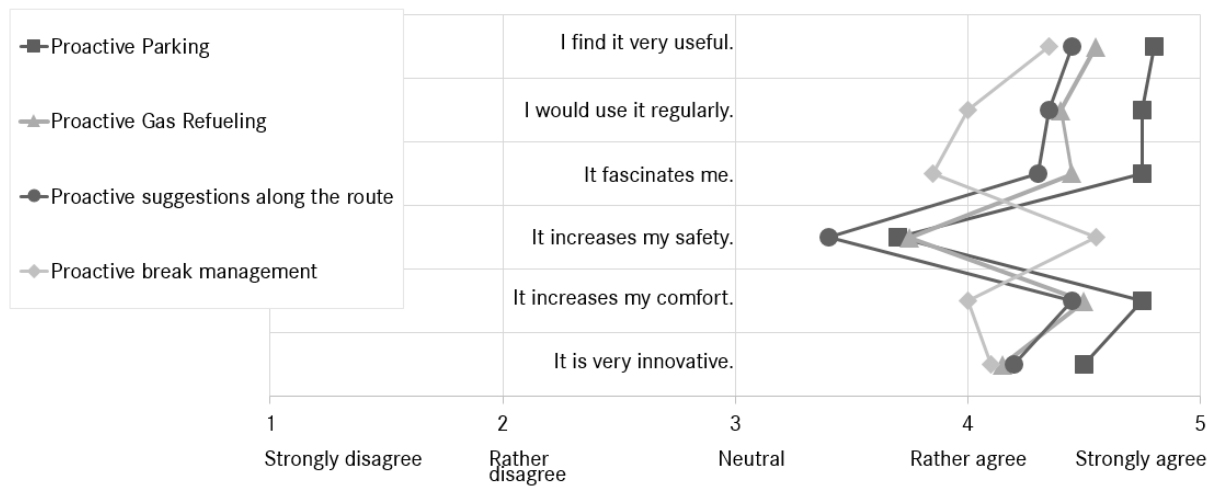 Proactive Parking
Proactive Gas Refueling
Proactive suggestions along the route
Proactive break management
I find it very useful.
I would use it regularly.
It fascinates me.
It increases my safety.
It increases my comfort.
It is very innovative.
1 2 3 4 5
Strongly disagree Rather disagree Neutral Rather agree Strongly agree